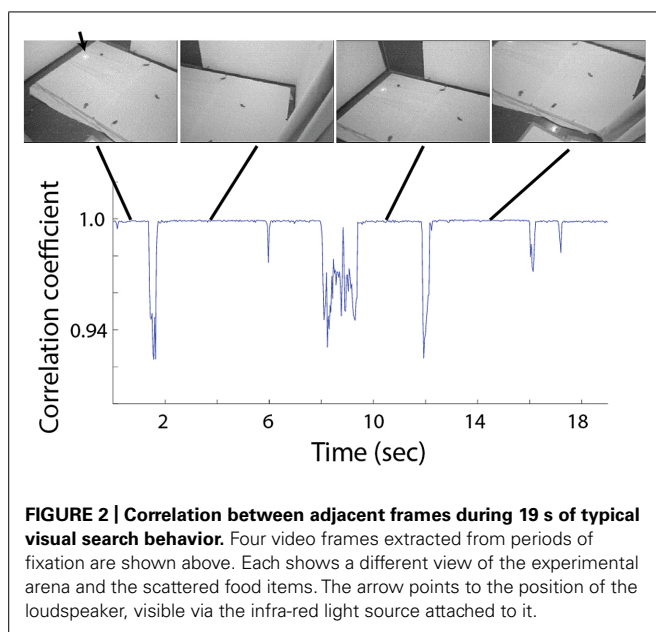 Correlation coefficient
1.0
0.94
2 6 10 14 18
Time (sec)
FIGURE 2 | Correlation between adjacent frames during 19 s of typical
visual search behavior. Four video frames extracted from periods of
fixation are shown above. Each shows a different view of the experimental
arena and the scattered food items. The arrow points to the position of the
loudspeaker, visible via the infra-red light source attached to it.